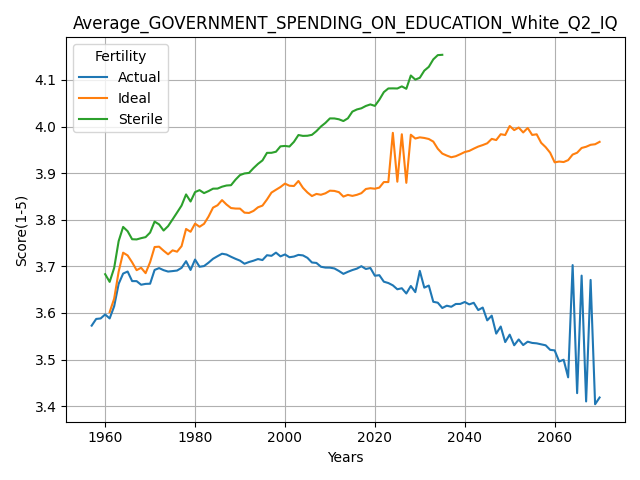 Average_GOVERNMENT_SPENDING_ON_EDUCATION_White_Q2_IQ
Fertility
Actual
Ideal
Sterile
Score(1-5)
4.1
4.0
3.9
3.8
3.7
3.6
3.5
3.4
1960 1980 2000 2020 2040 2060
Years